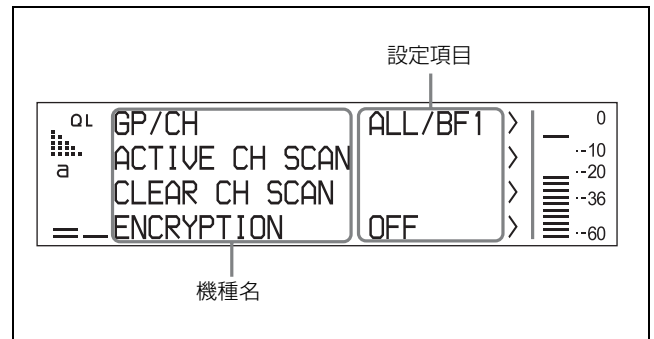 設定項目
QL GP/CH ALL/BF1 > 0
ACTIVE CH SCAN > -10
a -20
CLEAR CH SCAN > -36
ENCRYPTION OFF > -60
機種名